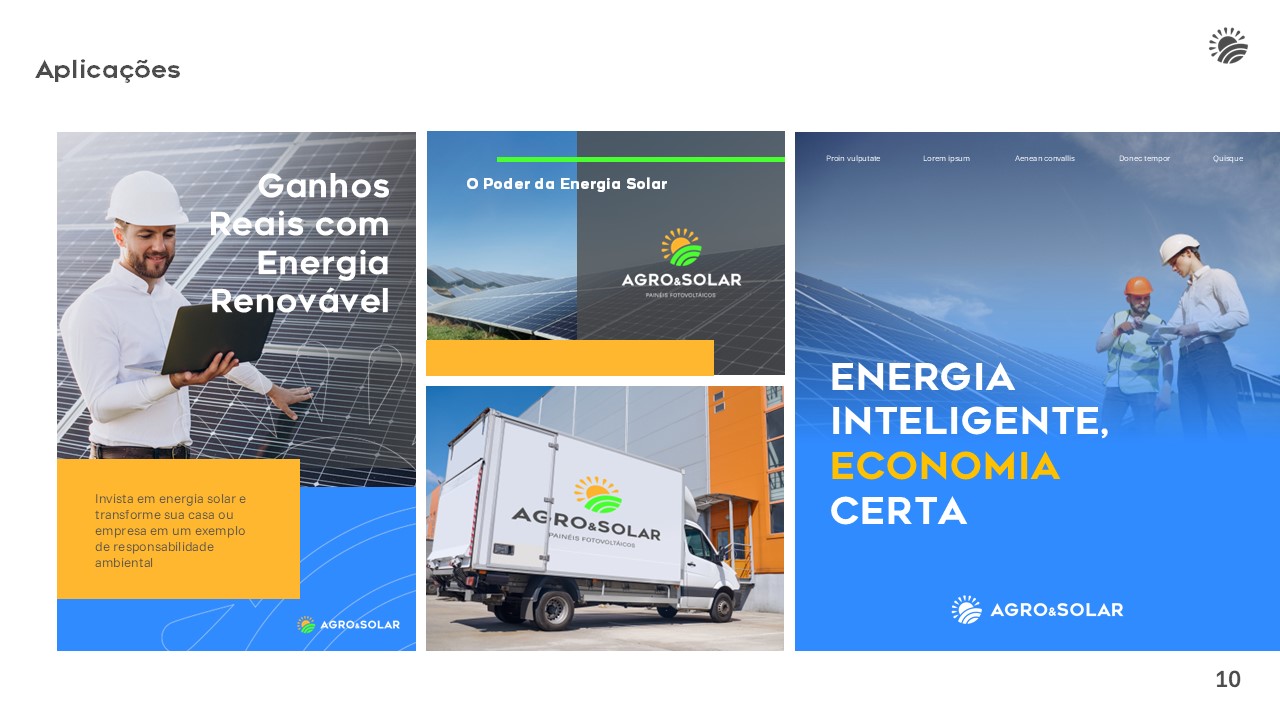 Aplicações
Ganhos
Reais com
Energia
Renovável
Invista em energia solar e
transforme sua casa ou
empresa em um exemplo
de responsabilidade
ambiental
AGRO&SOLAR
O Poder da Energia Solar
AGRO&SOLAR
PAINÉIS FOTOVOLTÁICOS
AGRO&SOLAR
PAINÉIS FOTOVOLTÁICOS
Proin vulputate Lorem ipsum Aenean convallis Donec tempor Quisque
ENERGIA
INTELIGENTE,
ECONOMIA
CERTA
AGRO&SOLAR
10